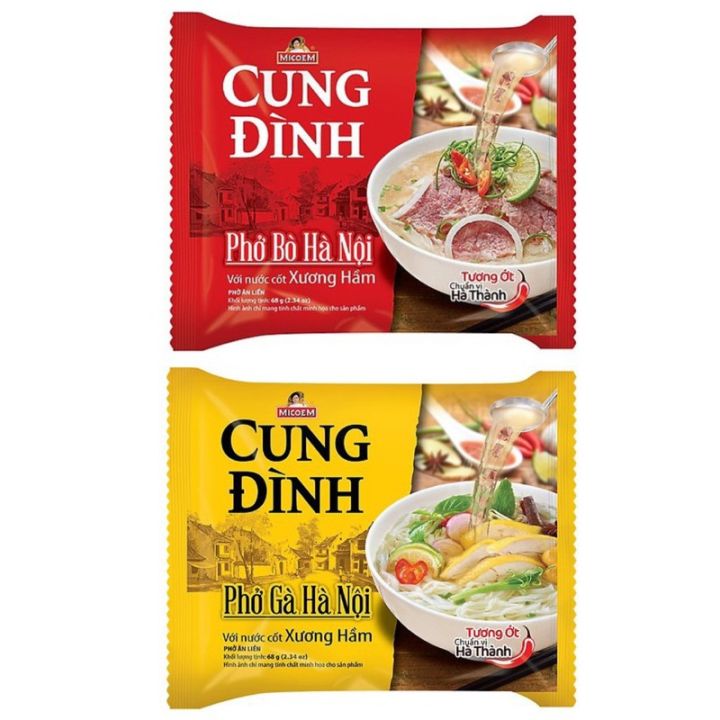 MICOEM
CUNG
ĐÌNH
Phở Bò Hà Nội
Với nước cốt Xương Hầm
PHỞ ĂN LIỀN
Khối lượng tịnh: 68 g (2.34 oz)
Hình ảnh chỉ mang tính chất minh họa cho sản phẩm
Tương Ớt
Chuẩn vị
Hà Thành
MICOEM
CUNG
ĐÌNH
Phở Gà Hà Nội
Với nước cốt Xương Hầm
PHỞ ĂN LIỀN
Khối lượng tịnh: 68 g (2.34 oz)
Hình ảnh chỉ mang tính chất minh họa cho sản phẩm
Tương Ớt
Chuẩn vị
Hà Thành